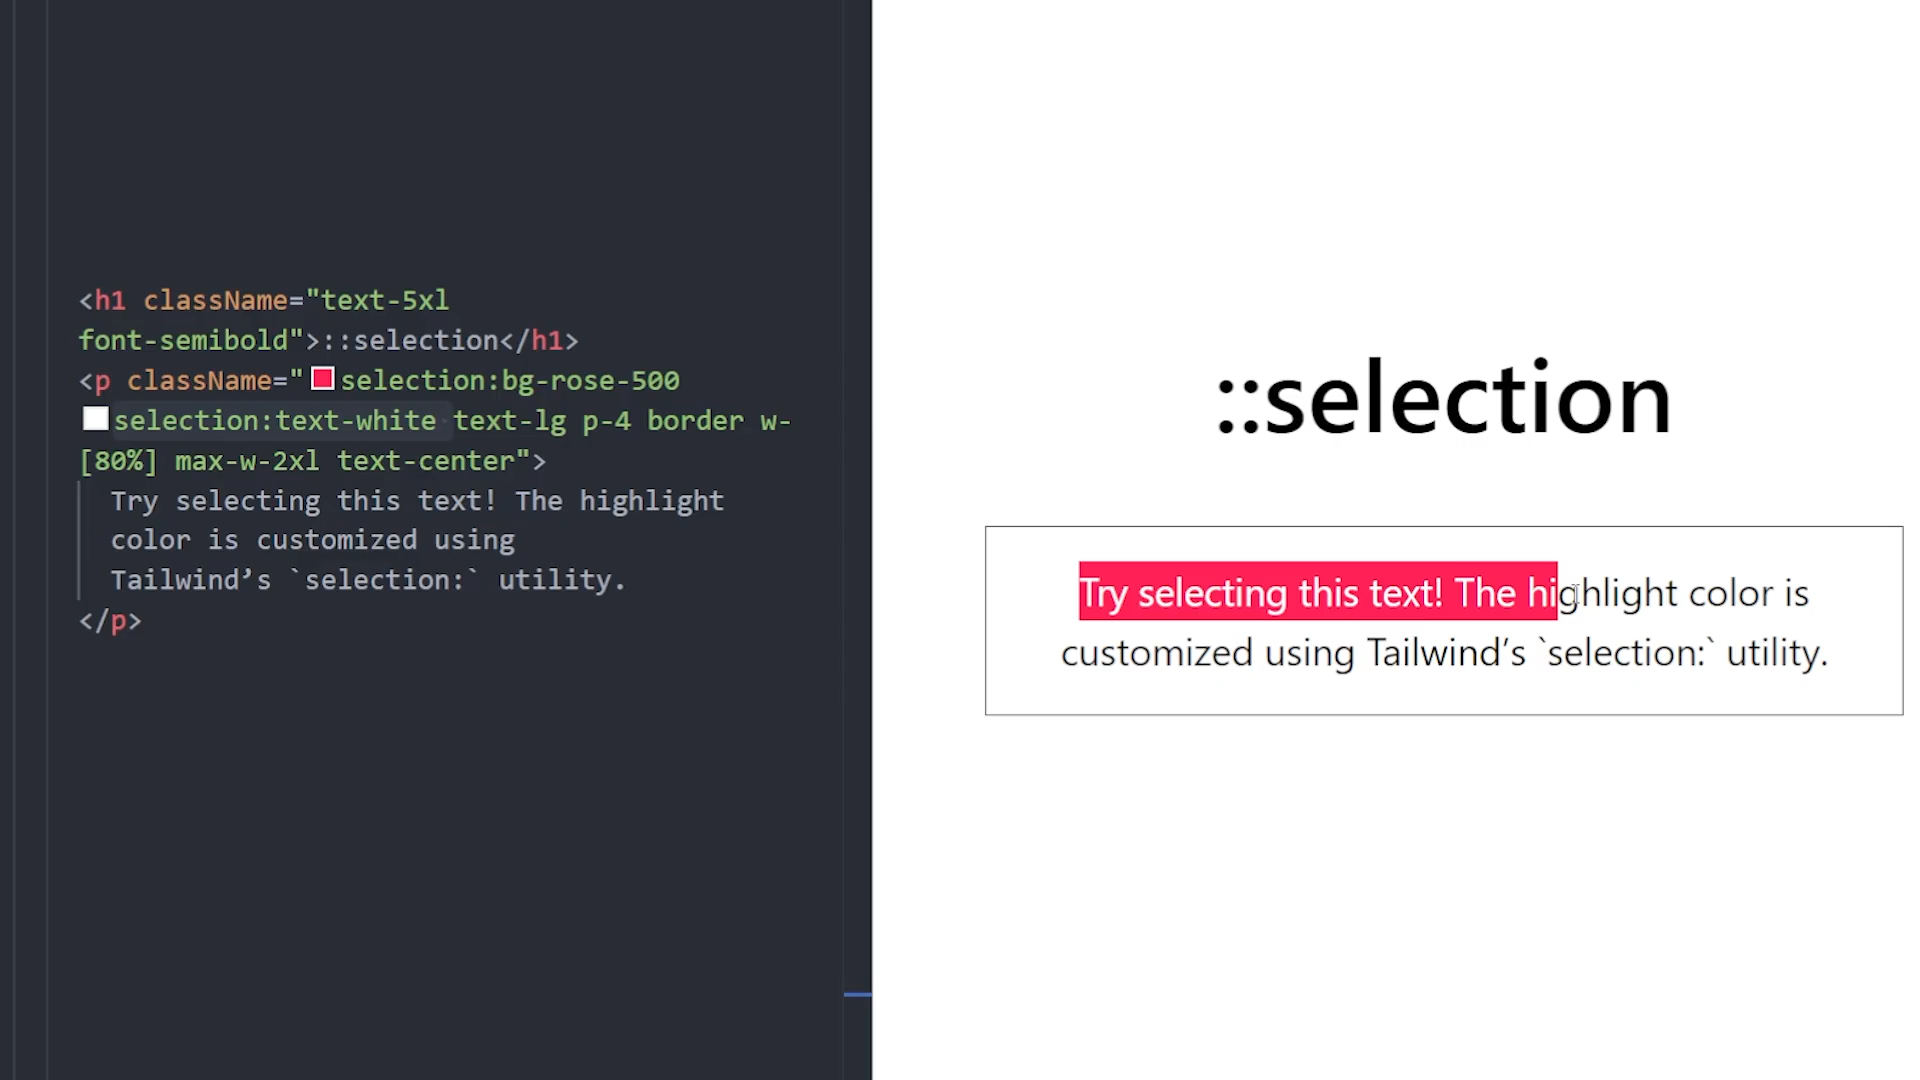 <h1 className="text-5xl
font-semibold">::selection</h1>
<p className="selection:bg-rose-500
selection:text-white text-lg p-4 border w-
[80%] max-w-2xl text-center">
Try selecting this text! The highlight
color is customized using
Tailwind’s `selection:` utility.
</p>
::selection
Try selecting this text! The highlight color is
customized using Tailwind’s `selection:` utility.